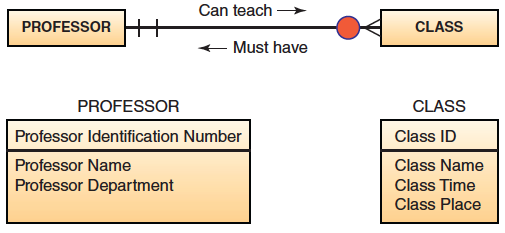 Can teach
PROFESSOR
CLASS
Must have
PROFESSOR
CLASS
Professor Identification Number
Class ID
Professor Name
Class Name
Professor Department
Class Time
Class Place